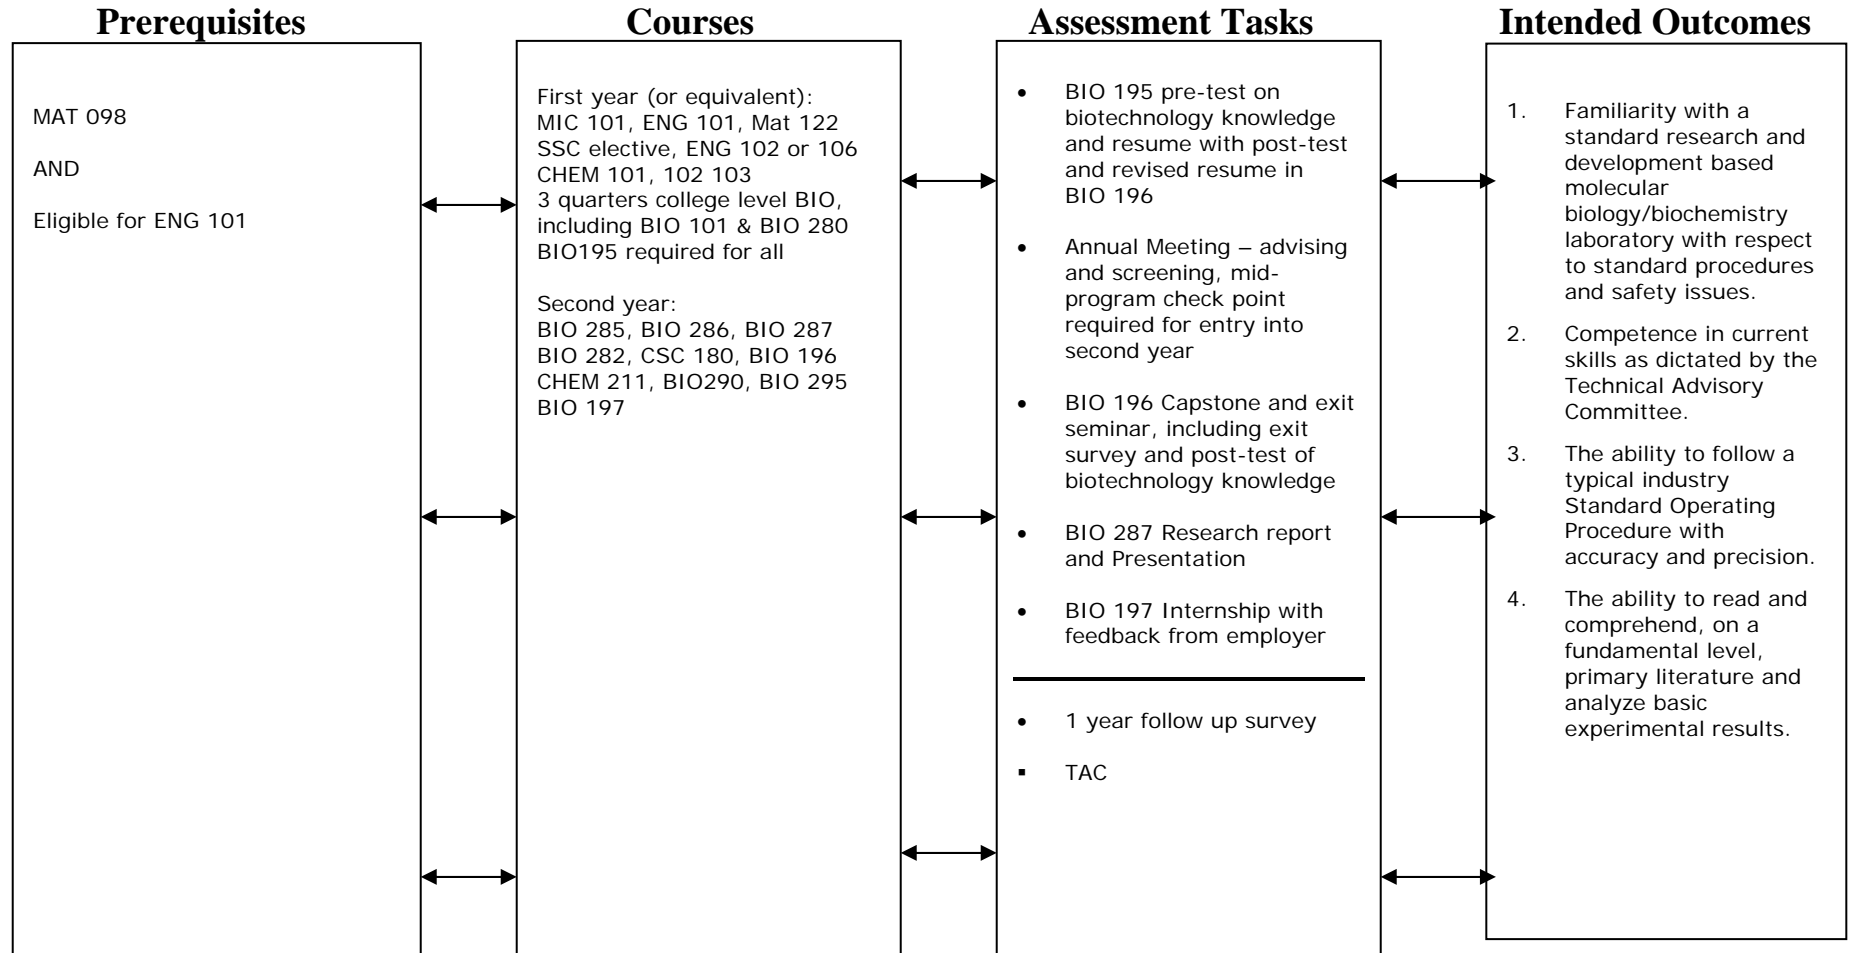 Prerequisites
MAT 098
AND
Eligible for ENG 101
Courses
First year (or equivalent):
MIC 101, ENG 101, Mat 122
SSC elective, ENG 102 or 106
CHEM 101, 102 103
3 quarters college level BIO,
including BIO 101 & BIO 280
BIO195 required for all
Second year:
BIO 285, BIO 286, BIO 287
BIO 282, CSC 180, BIO 196
CHEM 211, BIO290, BIO 295
BIO 197
Assessment Tasks
• BIO 195 pre-test on
biotechnology knowledge
and resume with post-test
and revised resume in
BIO 196
• Annual Meeting – advising
and screening, mid-
program check point
required for entry into
second year
• BIO 196 Capstone and exit
seminar, including exit
survey and post-test of
biotechnology knowledge
• BIO 287 Research report
and Presentation
• BIO 197 Internship with
feedback from employer
• 1 year follow up survey
▪ TAC
Intended Outcomes
1. Familiarity with a
standard research and
development based
molecular
biology/biochemistry
laboratory with respect
to standard procedures
and safety issues.
2. Competence in current
skills as dictated by the
Technical Advisory
Committee.
3. The ability to follow a
typical industry
Standard Operating
Procedure with
accuracy and precision.
4. The ability to read and
comprehend, on a
fundamental level,
primary literature and
analyze basic
experimental results.